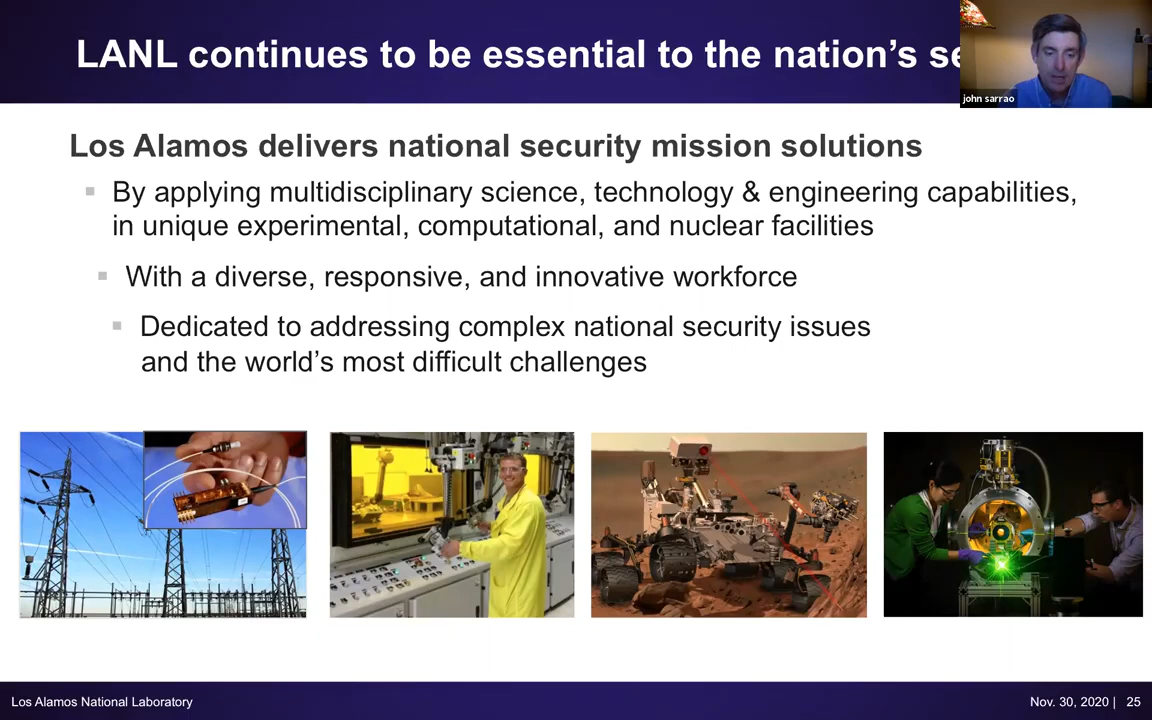 LANL continues to be essential to the nation’s
john sarrao
Los Alamos delivers national security mission solutions
By applying multidisciplinary science, technology & engineering capabilities,
in unique experimental, computational, and nuclear facilities
With a diverse, responsive, and innovative workforce
Dedicated to addressing complex national security issues
and the world’s most difficult challenges
Los Alamos National Laboratory
Nov. 30, 2020 | 25